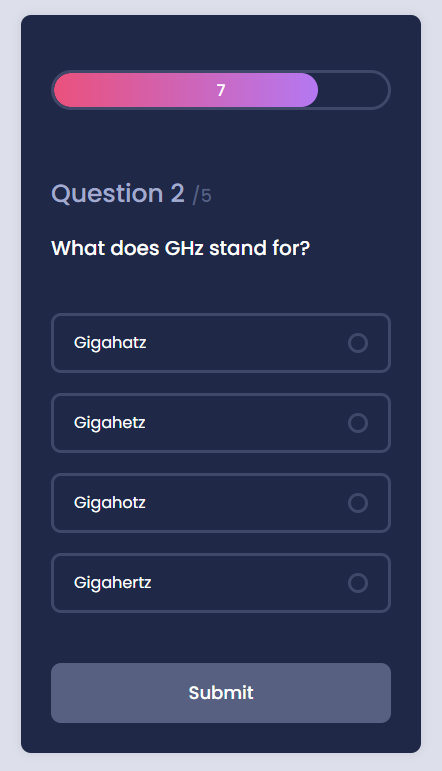 7
Question 2 /5
What does GHz stand for?
Gigahatz
Gigahetz
Gigahotz
Gigahertz
Submit